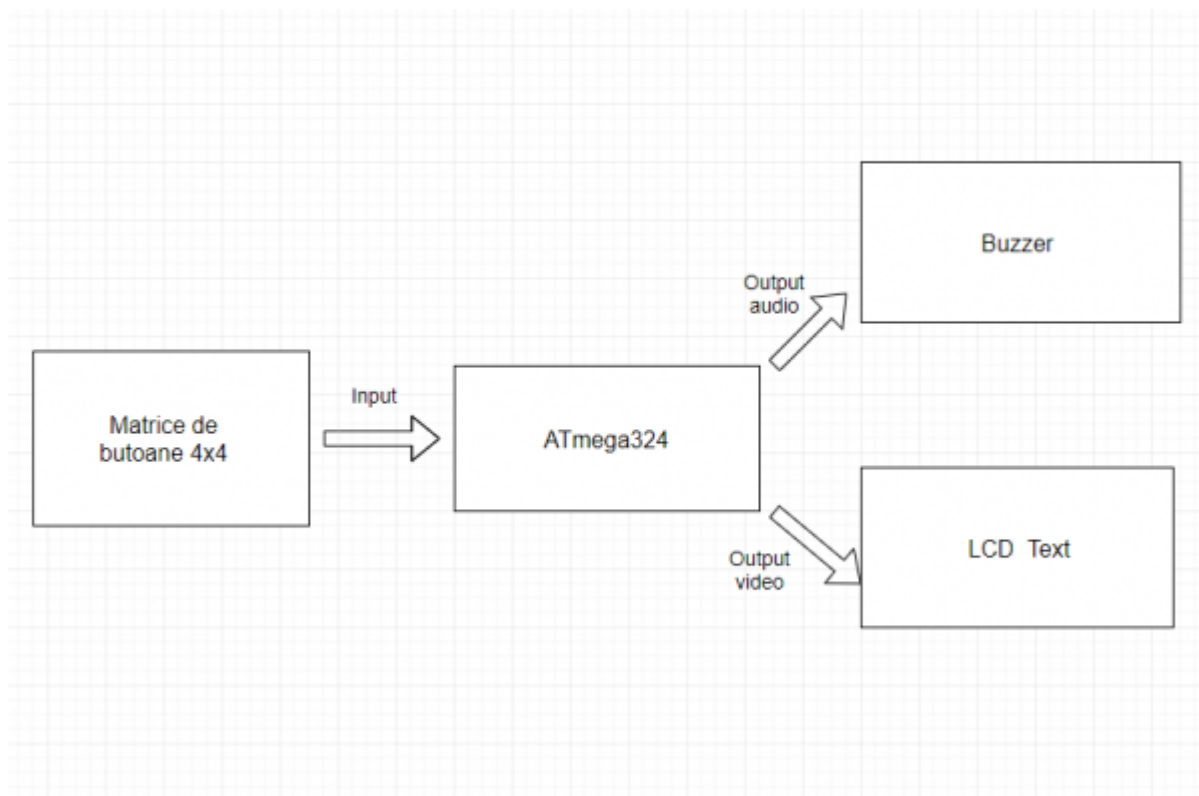 Matrice de
butoane 4x4
Input
ATmega324
Output
audio
Buzzer
Output
video
LCD Text